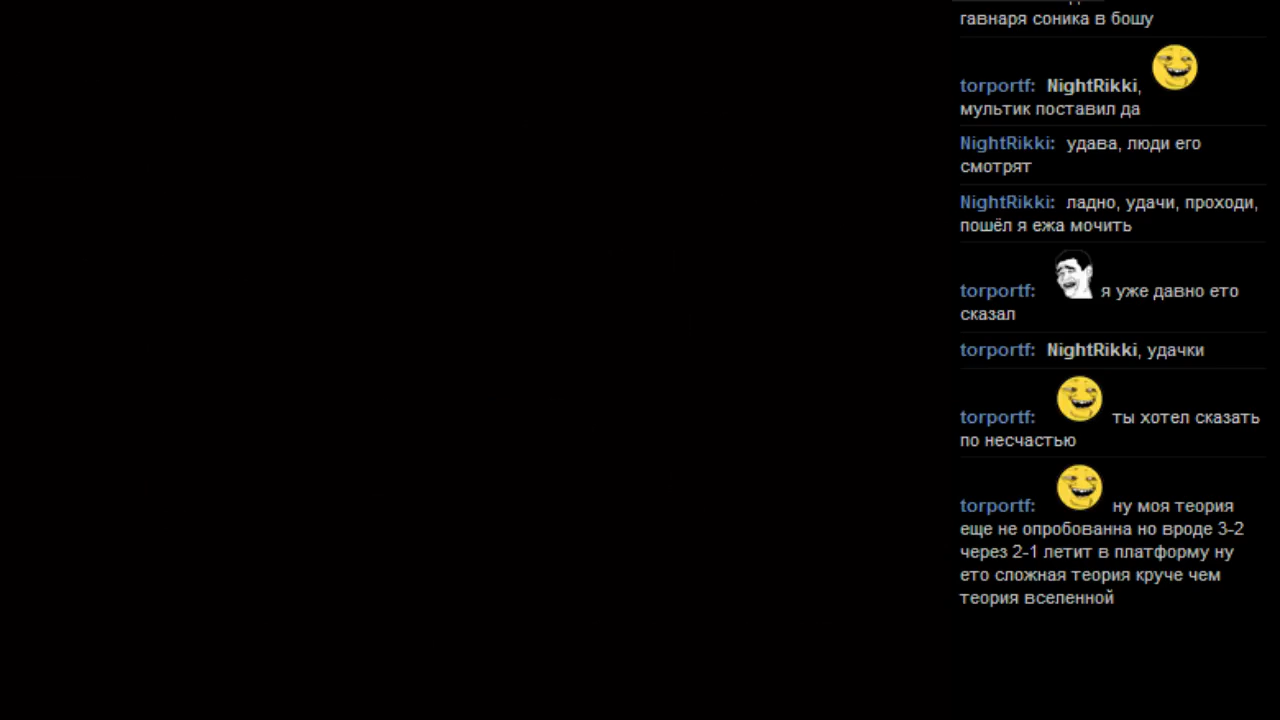 гавнаря соника в бошу
torportf: NightRikki,
мультик поставил да
NightRikki: удава, люди его
смотрят
NightRikki: ладно, удачи, проходи,
пошёл я ежа мочить
torportf: я уже давно ето
сказал
torportf: NightRikki, удачки
torportf: ты хотел сказать
по несчастью
torportf: ну моя теория
еще не опробованна но вроде 3-2
через 2-1 летит в платформу ну
ето сложная теория круче чем
теория вселенной